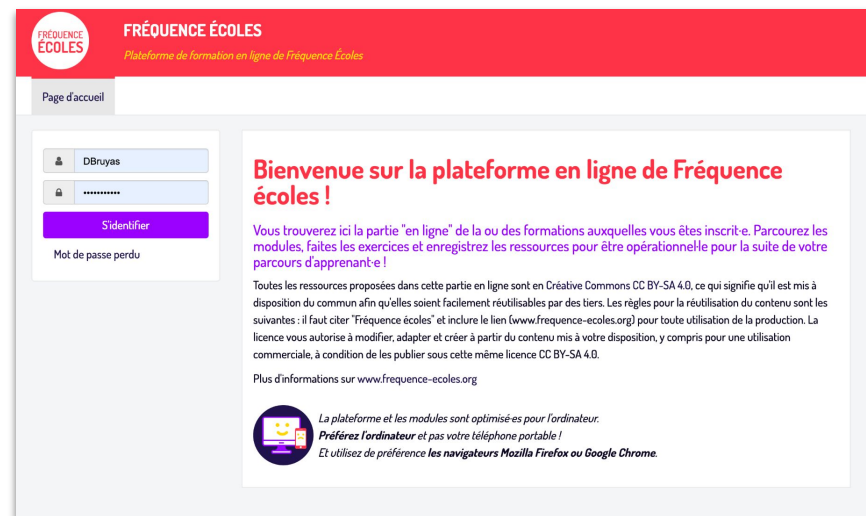 FRÉQUENCE
ÉCOLES
FRÉQUENCE ÉCOLES
Plateforme de formation en ligne de Fréquence Écoles
Page d'accueil
DBruyas
•••••••••••
S'identifier
Mot de passe perdu
Bienvenue sur la plateforme en ligne de Fréquence
écoles !
Vous trouverez ici la partie "en ligne" de la ou des formations auxquelles vous êtes inscrit·e. Parcourez les
modules, faites les exercices et enregistrez les ressources pour être opérationnel·le pour la suite de votre
parcours d'apprenant·e !
Toutes les ressources proposées dans cette partie en ligne sont en Créative Commons CC BY-SA 4.0, ce qui signifie qu'il est mis à
disposition du commun afin qu'elles soient facilement réutilisables par des tiers. Les règles pour la réutilisation du contenu sont les
suivantes : il faut citer "Fréquence écoles" et inclure le lien (www.frequence-ecoles.org) pour toute utilisation de la production. La
licence vous autorise à modifier, adapter et créer à partir du contenu mis à votre disposition, y compris pour une utilisation
commerciale, à condition de les publier sous cette même licence CC BY-SA 4.0.
Plus d'informations sur www.frequence-ecoles.org
La plateforme et les modules sont optimisé·es pour l'ordinateur.
Préférez l'ordinateur et pas votre téléphone portable !
Et utilisez de préférence les navigateurs Mozilla Firefox ou Google Chrome.